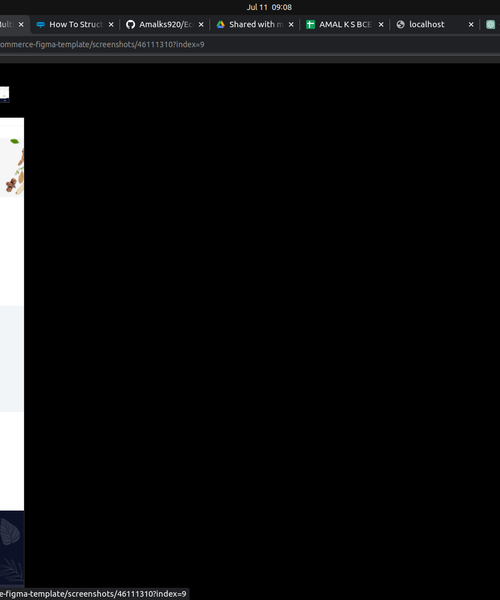 Jul 11 09:08
How To Struct
Amalks920/Ec
Shared with m
AMAL K S BCE
localhost
ommerce-figma-template/screenshots/46111310?index=9
e-figma-template/screenshots/46111310?index=9